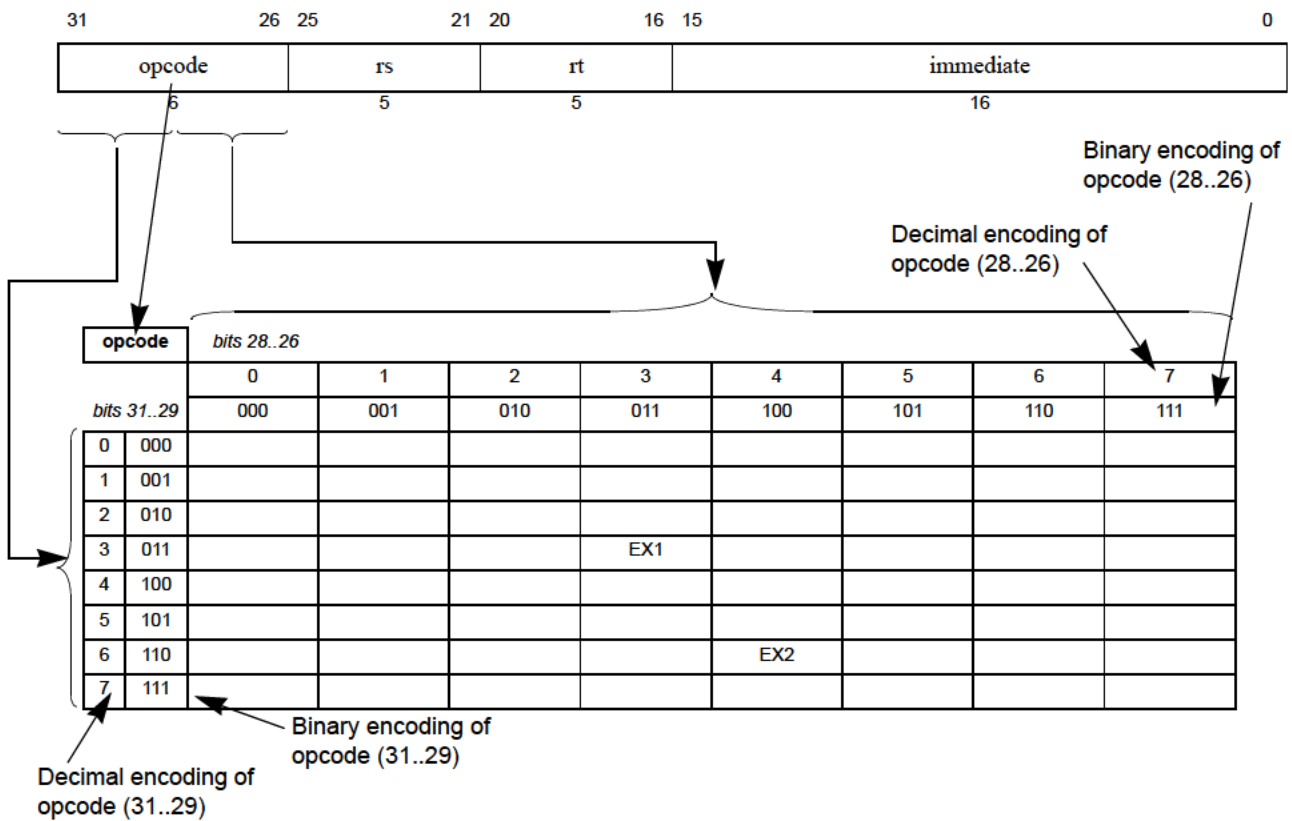 31 26 25 21 20 16 15 0
opcode rs rt immediate
6 5 5 16
Binary encoding of
opcode (28..26)
Decimal encoding of
opcode (28..26)
opcode bits 28..26
0 1 2 3 4 5 6 7
bits 31..29 000 001 010 011 100 101 110 111
0 000
1 001
2 010
3 011 EX1
4 100
5 101
6 110 EX2
7 111
Binary encoding of
opcode (31..29)
Decimal encoding of
opcode (31..29)